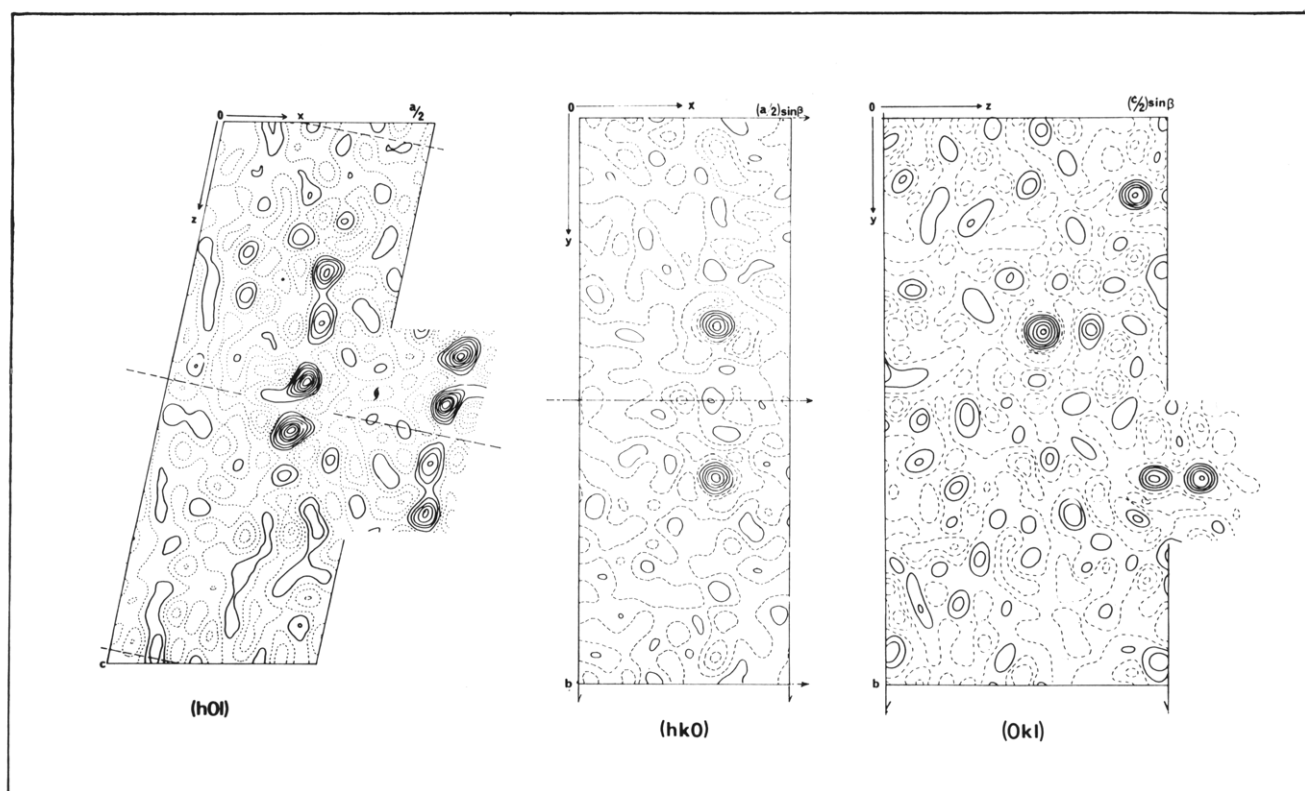 0 x a/2
z
c
(h0l)
0 x (a/2)sinβ
y
b
(hk0)
0 z (c/2)sinβ
y
b
(0kl)